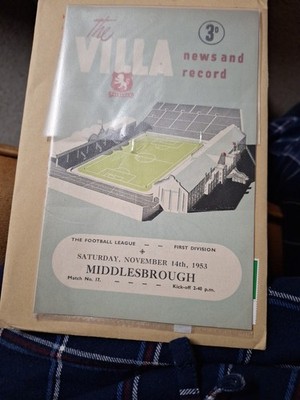 The
VILLA
news and
record
3D
THE FOOTBALL LEAGUE – – FIRST DIVISION
SATURDAY, NOVEMBER 14th, 1953
MIDDLESBROUGH
Match No. 17. – – – – Kick-off 2-40 p.m.